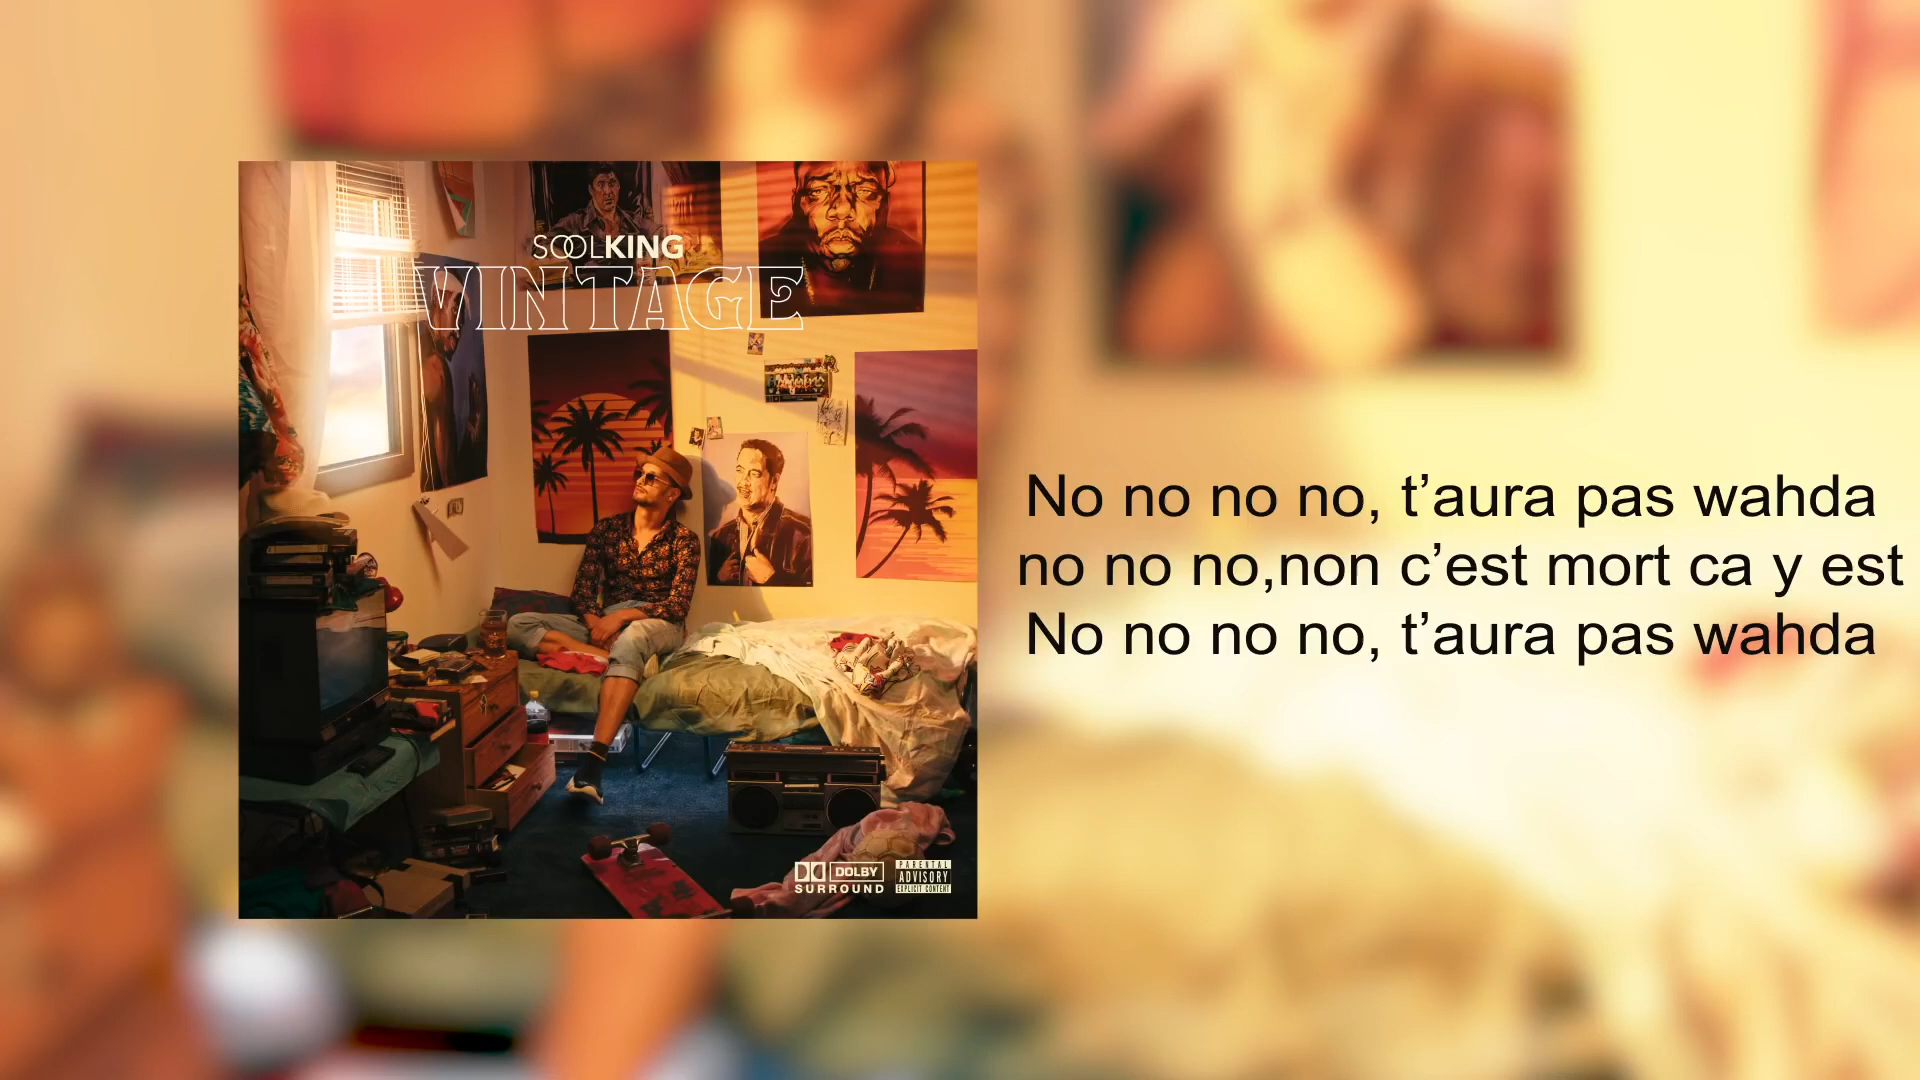 SOOLKING
VINTAGE
No no no no, t’aura pas wahda
no no no,non c’est mort ca y est
No no no no, t’aura pas wahda
DOLBY
SURROUND
PARENTAL
ADVISORY
EXPLICIT CONTENT